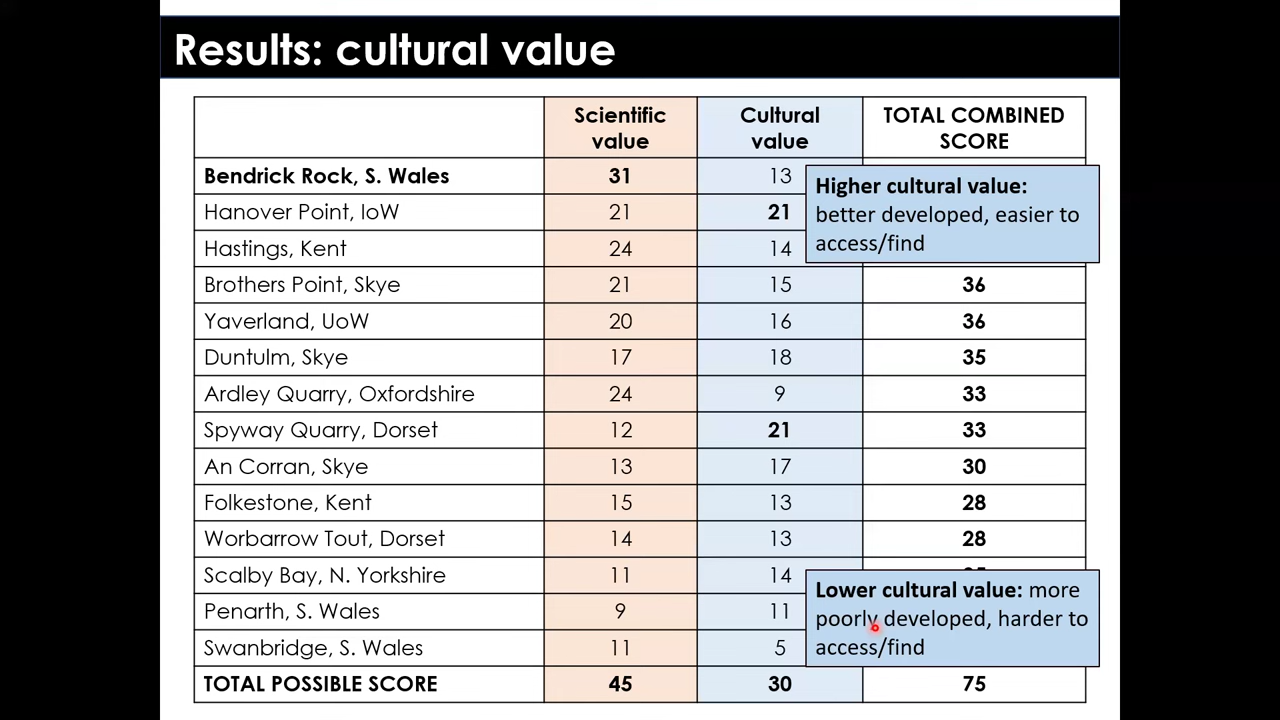 Results: cultural value
Scientific value Cultural value TOTAL COMBINED SCORE
Bendrick Rock, S. Wales 31 13
Higher cultural value:
better developed, easier to
access/find
Hanover Point, IoW 21 21
Hastings, Kent 24 14
Brothers Point, Skye 21 15 36
Yaverland, UoW 20 16 36
Duntulm, Skye 17 18 35
Ardley Quarry, Oxfordshire 24 9 33
Spyway Quarry, Dorset 12 21 33
An Corran, Skye 13 17 30
Folkestone, Kent 15 13 28
Worbarrow Tout, Dorset 14 13 28
Scalby Bay, N. Yorkshire 11 14
Lower cultural value: more
poorly developed, harder to
access/find
Penarth, S. Wales 9 11
Swanbridge, S. Wales 11 5
TOTAL POSSIBLE SCORE 45 30 75